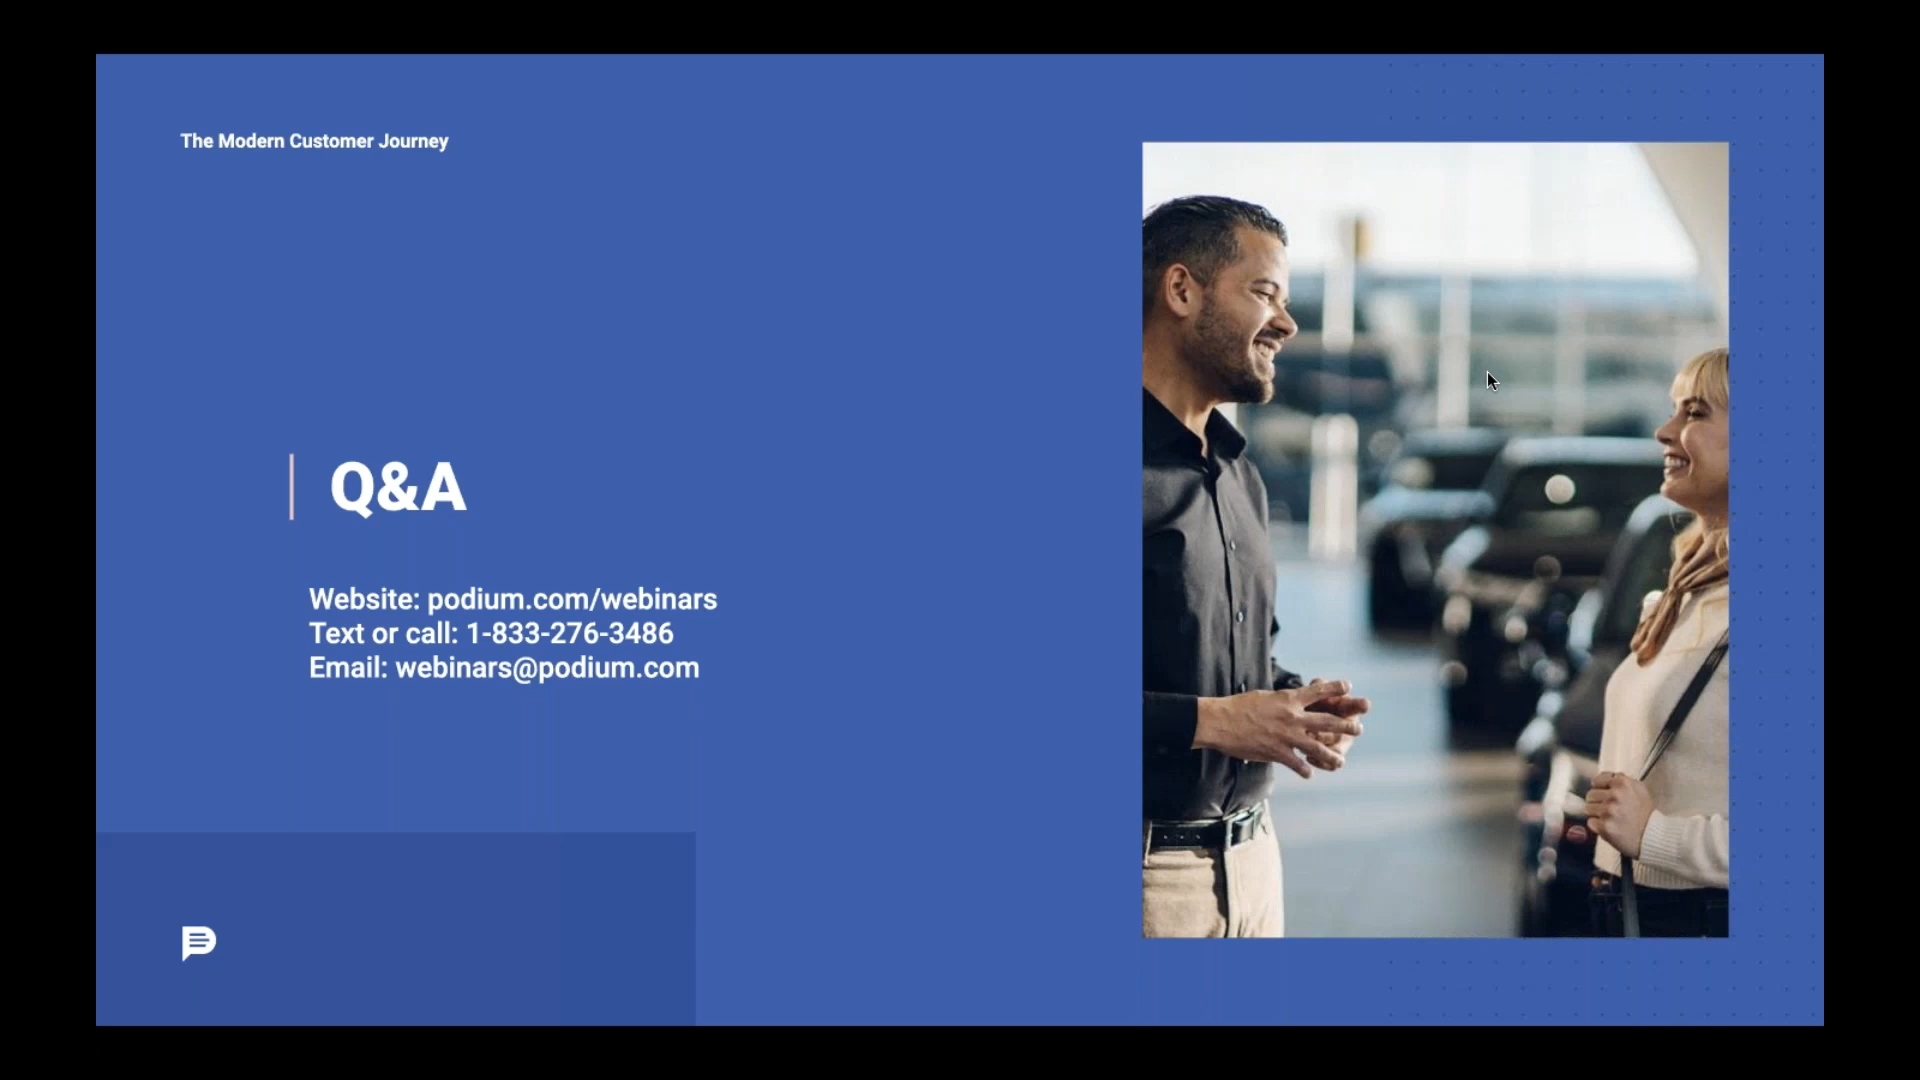 The Modern Customer Journey
Q&A
Website: podium.com/webinars
Text or call: 1-833-276-3486
Email: webinars@podium.com